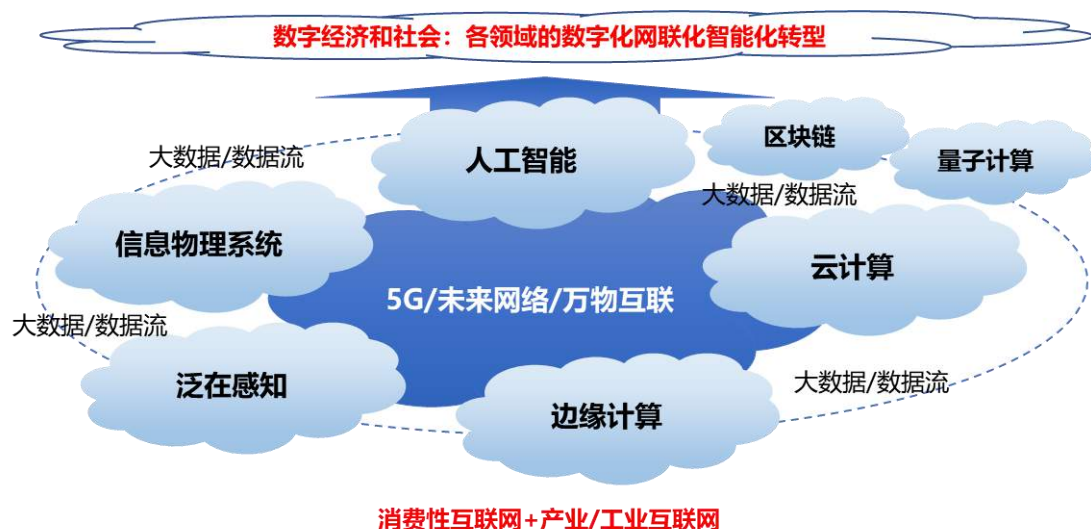 数字经济和社会：各领域的数字化网联化智能化转型
人工智能
区块链
量子计算
大数据/数据流
大数据/数据流
信息物理系统
云计算
5G/未来网络/万物互联
大数据/数据流
泛在感知
大数据/数据流
边缘计算
消费性互联网+产业/工业互联网